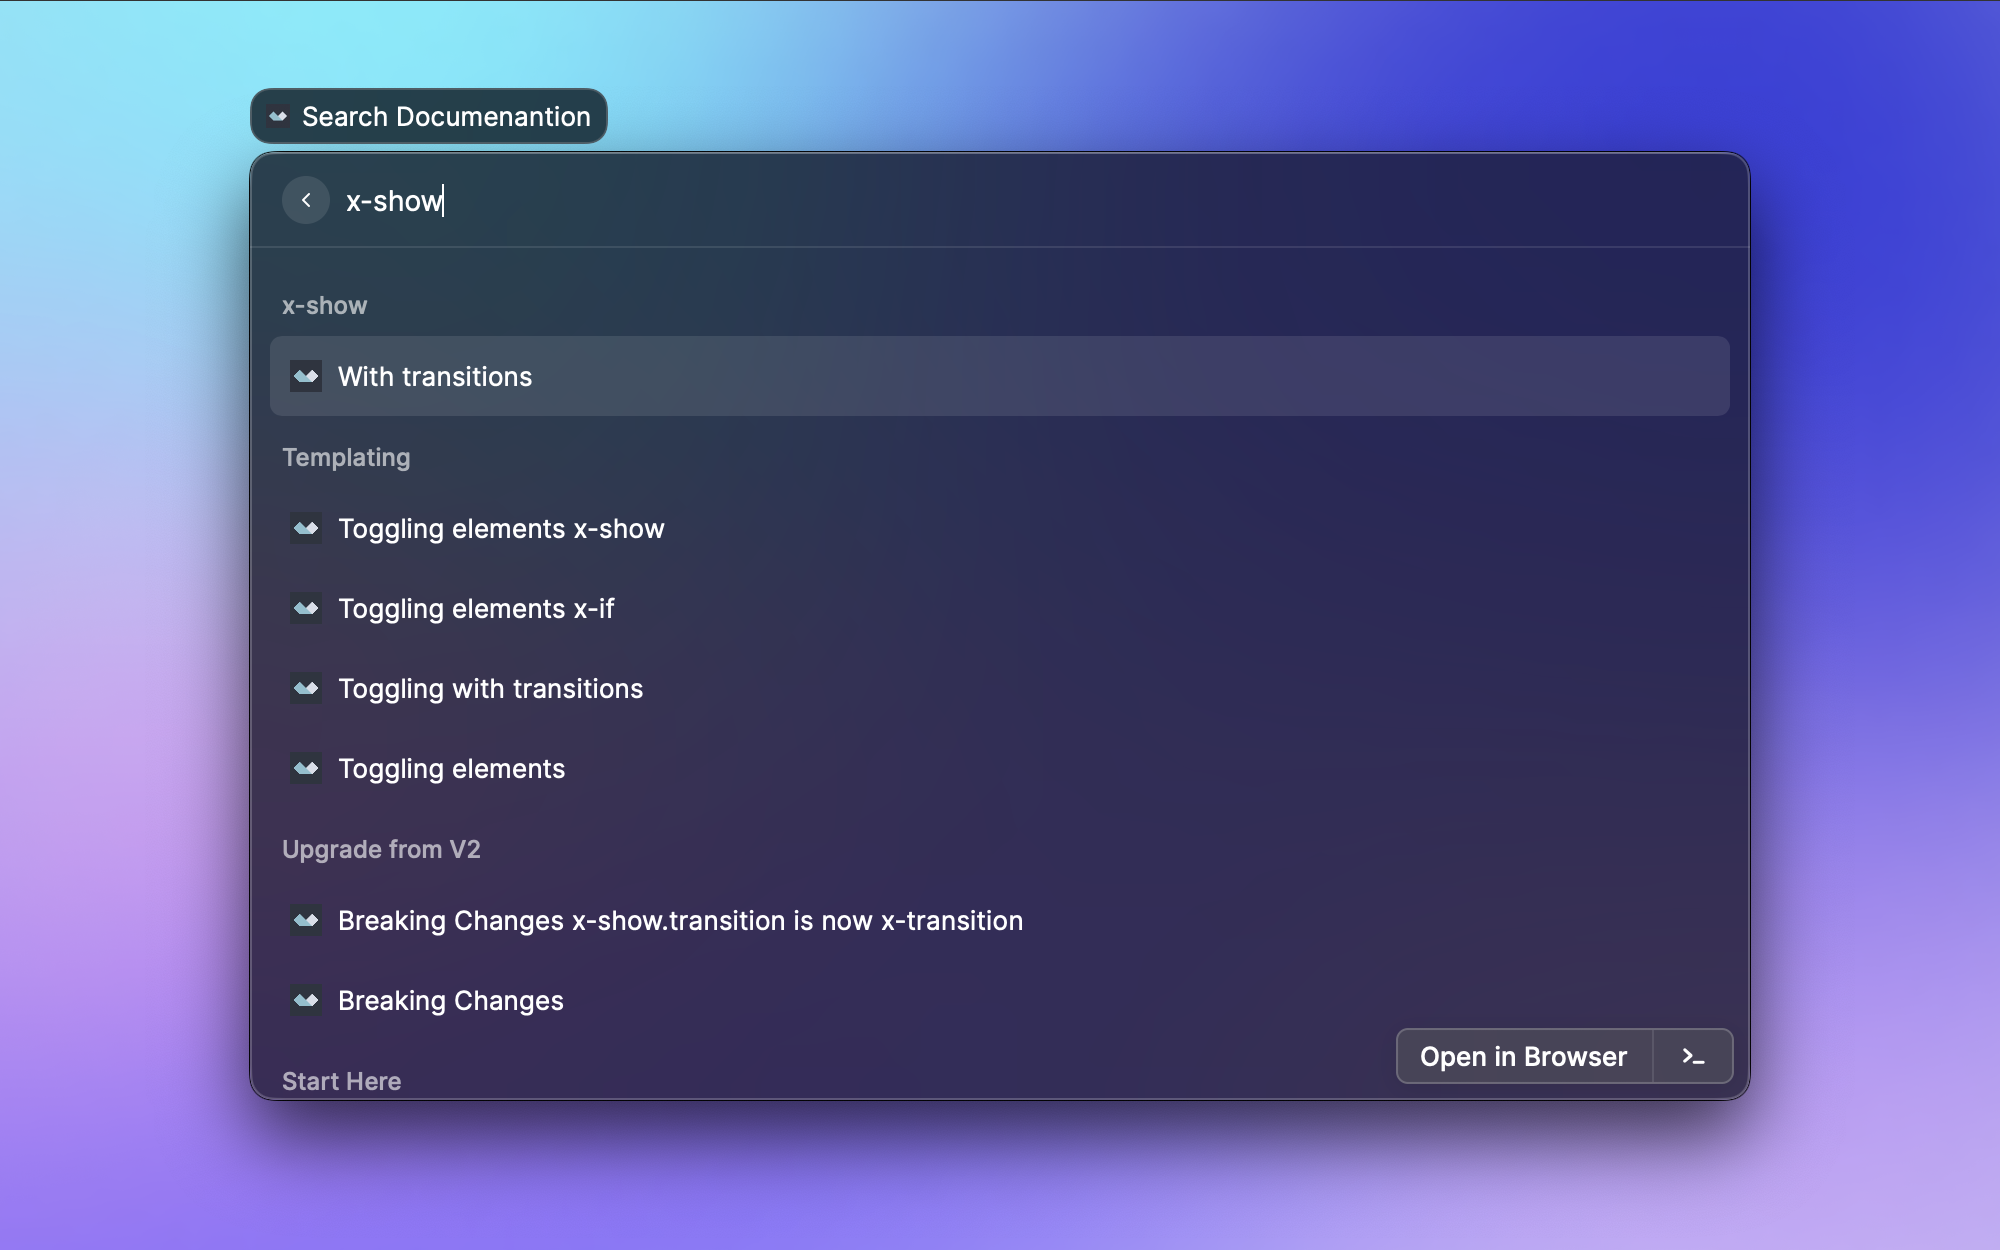 Search Documenantion
x-show
x-show
With transitions
Templating
Toggling elements x-show
Toggling elements x-if
Toggling with transitions
Toggling elements
Upgrade from V2
Breaking Changes x-show.transition is now x-transition
Breaking Changes
Start Here
Open in Browser